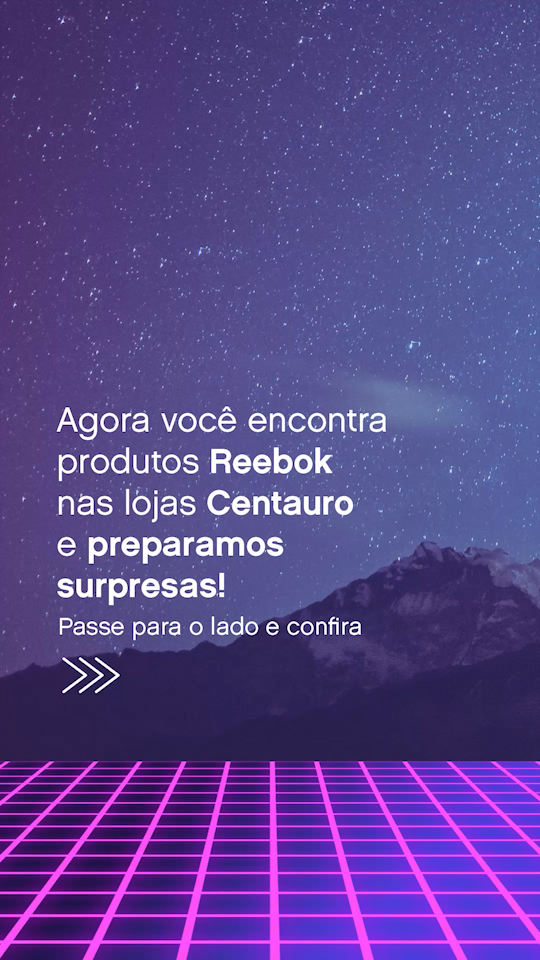 Agora você encontra
produtos Reebok
nas lojas Centauro
e preparamos
surpresas!
Passe para o lado e confira